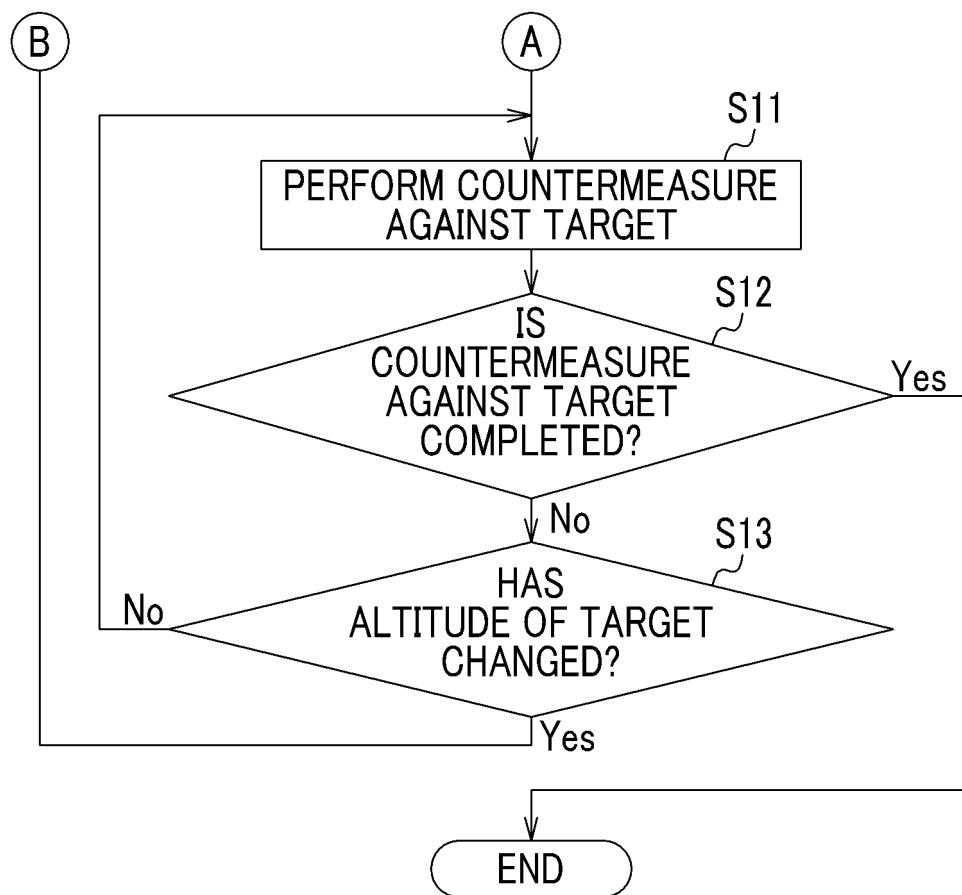 B
A
S11
PERFORM COUNTERMEASURE
AGAINST TARGET
S12
IS
COUNTERMEASURE
AGAINST TARGET
COMPLETED?
Yes
No
S13
HAS
ALTITUDE OF TARGET
CHANGED?
No
Yes
END